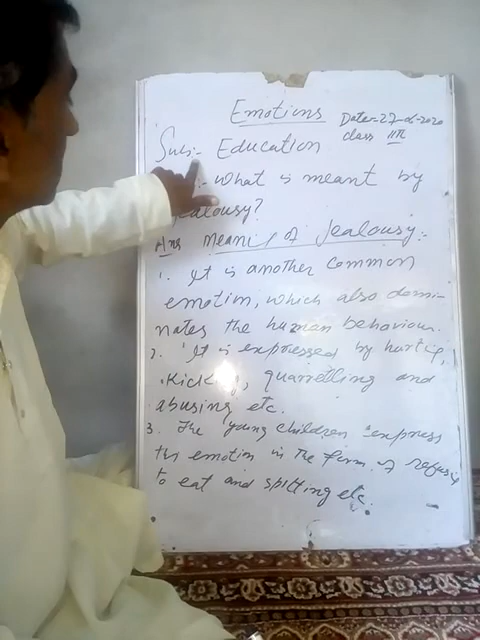 Emotions
Date:-27-6-2020
Sub:- Education class IIIrd
:- What is meant by
jealousy?
Ans Meaning of Jealousy:-
1. It is another common
emotion, which also domi-
nates the human behaviour.
2. It is expressed by hurting,
kicking, quarrelling and
abusing etc.
3. The young children express
this emotion in the form of refusing
to eat and spitting etc.